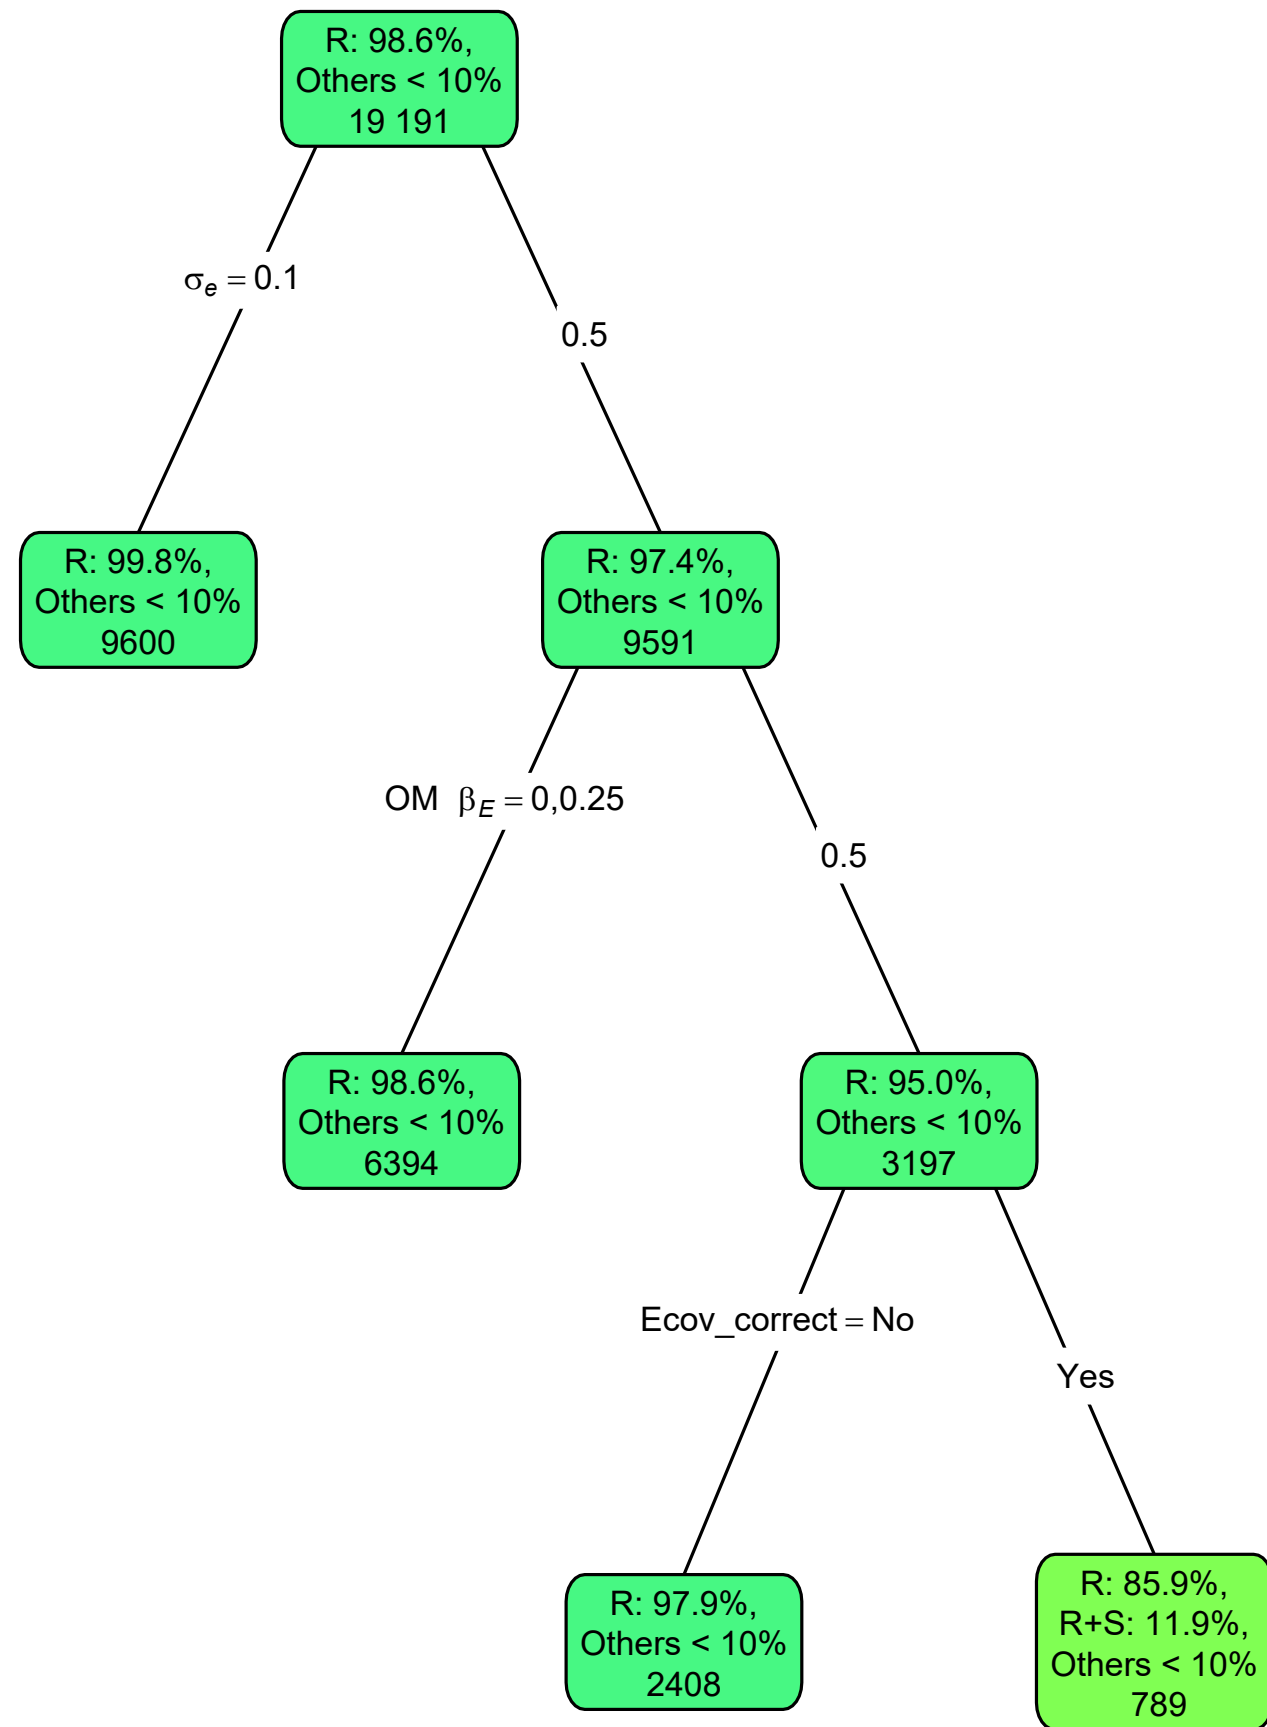 R: 98.6%,
Others < 10%
19 191
σe = 0.1
0.5
R: 99.8%,
Others < 10%
9600
R: 97.4%,
Others < 10%
9591
OM βE = 0,0.25
0.5
R: 98.6%,
Others < 10%
6394
R: 95.0%,
Others < 10%
3197
Ecov_correct = No
Yes
R: 97.9%,
Others < 10%
2408
R: 85.9%,
R+S: 11.9%,
Others < 10%
789